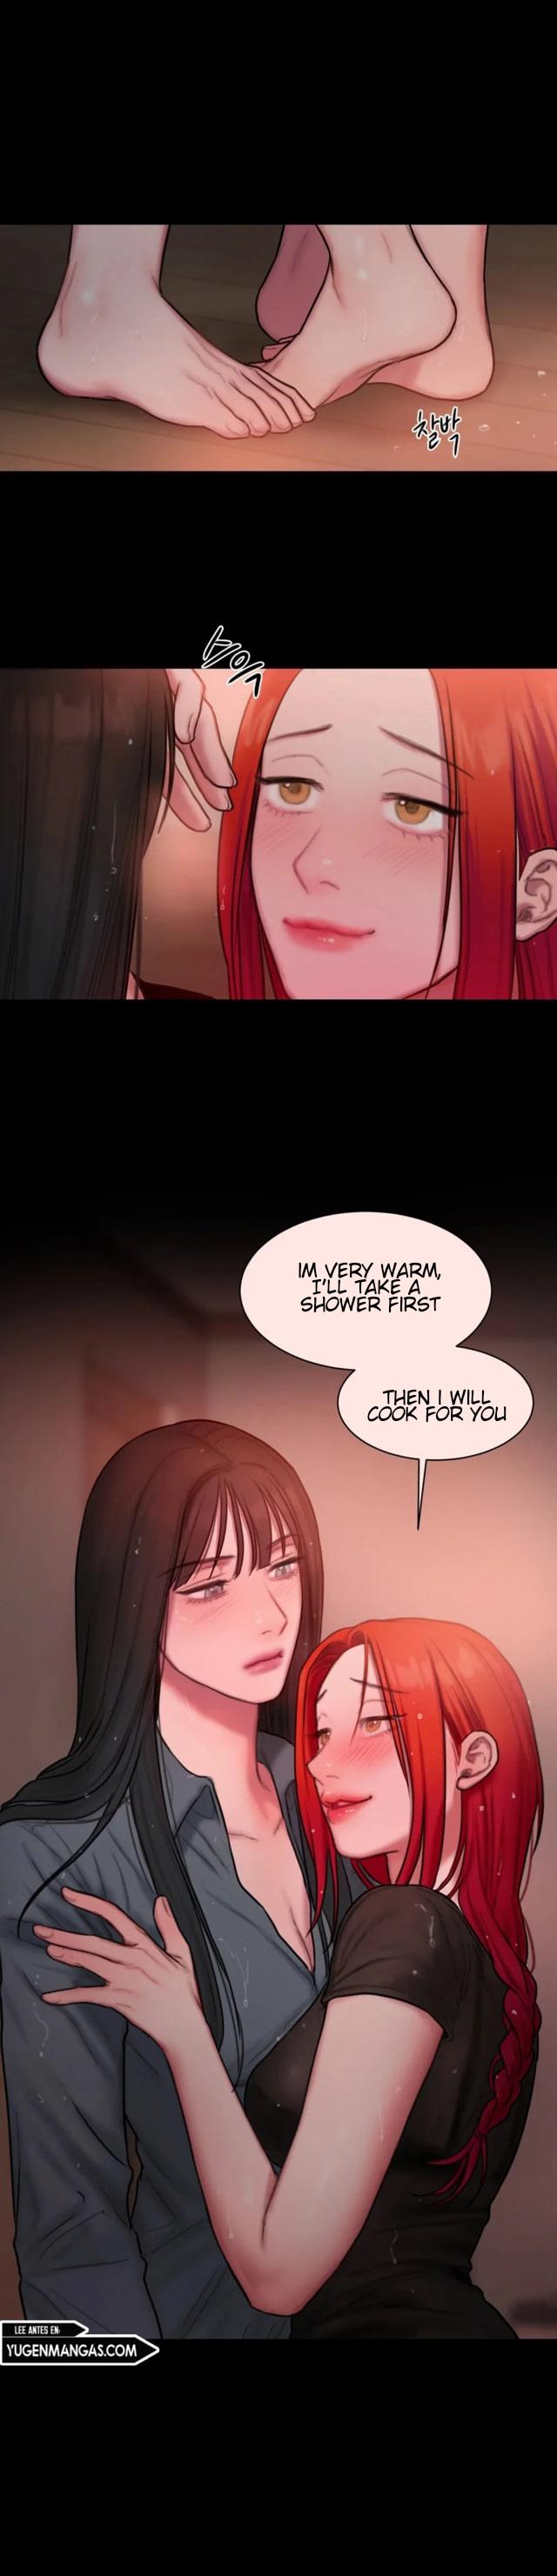 찰박
스윽
IM VERY WARM,
I'LL TAKE A
SHOWER FIRST
THEN I WILL
COOK FOR YOU
LEE ANTES EN:
YUGENMANGAS.COM